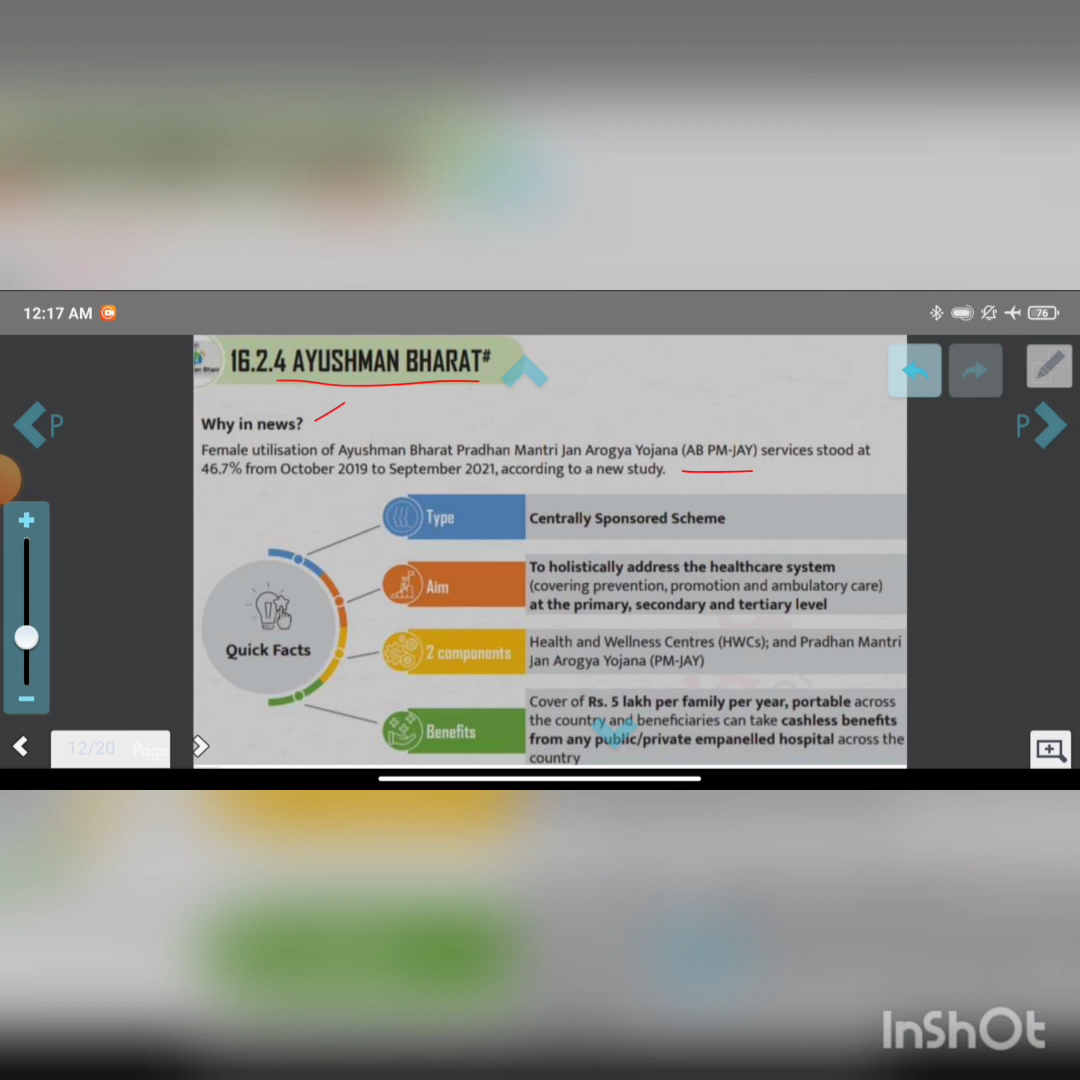 12:17 AM
76
16.2.4 AYUSHMAN BHARAT#
P
P
Why in news?
Female utilisation of Ayushman Bharat Pradhan Mantri Jan Arogya Yojana (AB PM-JAY) services stood at
46.7% from October 2019 to September 2021, according to a new study.
Quick Facts
Type
Centrally Sponsored Scheme
Aim
To holistically address the healthcare system
(covering prevention, promotion and ambulatory care)
at the primary, secondary and tertiary level
2 components
Health and Wellness Centres (HWCs); and Pradhan Mantri
Jan Arogya Yojana (PM-JAY)
Benefits
Cover of Rs. 5 lakh per family per year, portable across
the country and beneficiaries can take cashless benefits
from any public/private empanelled hospital across the
country
12/20 Page
InShOt